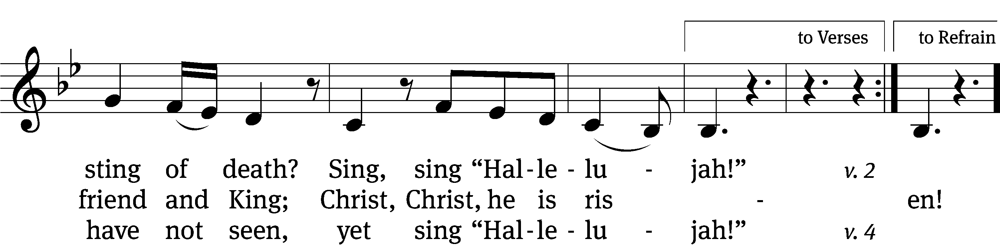 to Verses to Refrain
sting of death? Sing, sing “Hal - le - lu - jah!” v. 2
friend and King; Christ, Christ, he is ris - en!
have not seen, yet sing “Hal - le - lu - jah!” v. 4